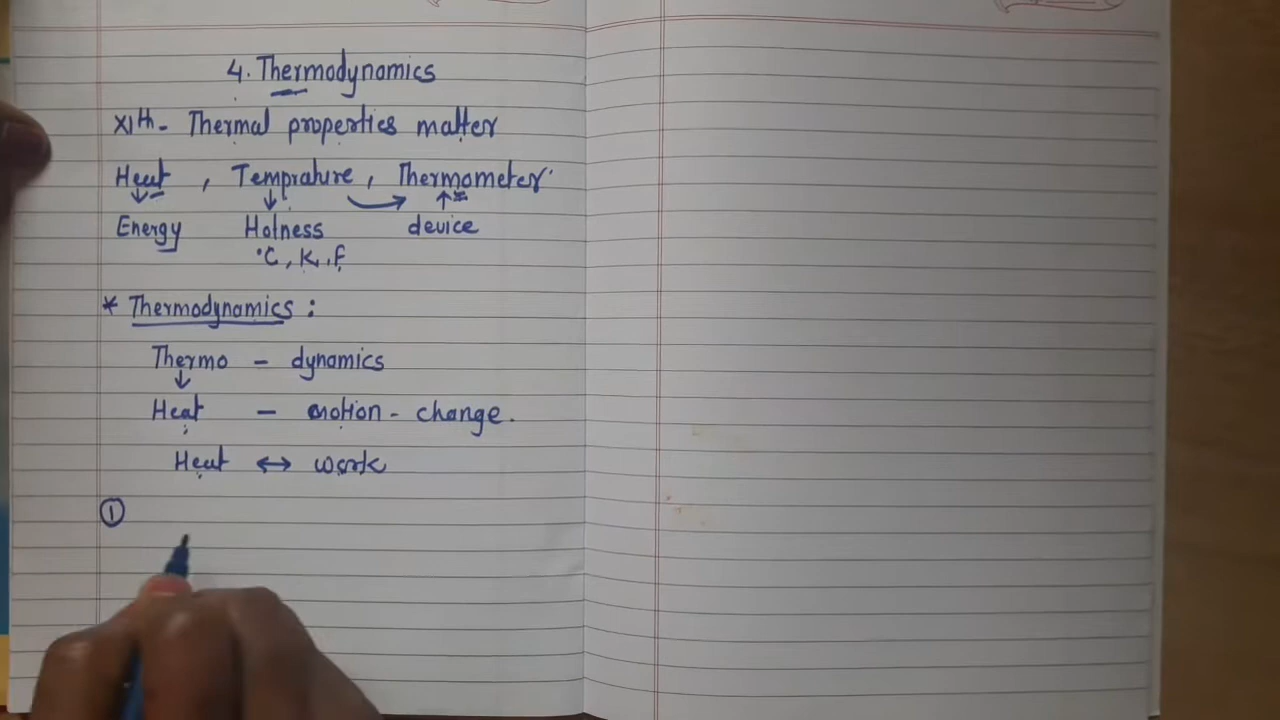 4. Thermodynamics
XIth - Thermal properties matter
Heat , Temprature , Thermometer
Energy Hotness device
°C, K, F
* Thermodynamics :
Thermo - dynamics
Heat - motion - change.
Heat ↔ work
①